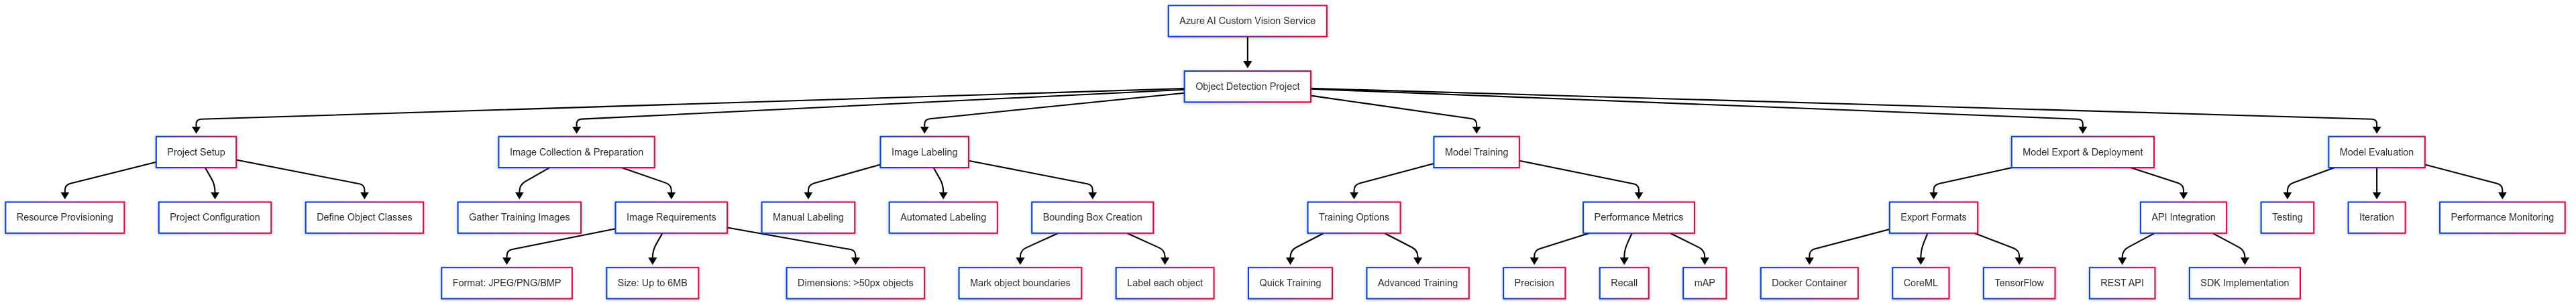 Azure AI Custom Vision Service
Object Detection Project
Project Setup
Image Collection & Preparation
Image Labeling
Model Training
Model Export & Deployment
Model Evaluation
Resource Provisioning
Project Configuration
Define Object Classes
Gather Training Images
Image Requirements
Manual Labeling
Automated Labeling
Bounding Box Creation
Training Options
Performance Metrics
Export Formats
API Integration
Testing
Iteration
Performance Monitoring
Format: JPEG/PNG/BMP
Size: Up to 6MB
Dimensions: >50px objects
Mark object boundaries
Label each object
Quick Training
Advanced Training
Precision
Recall
mAP
Docker Container
CoreML
TensorFlow
REST API
SDK Implementation